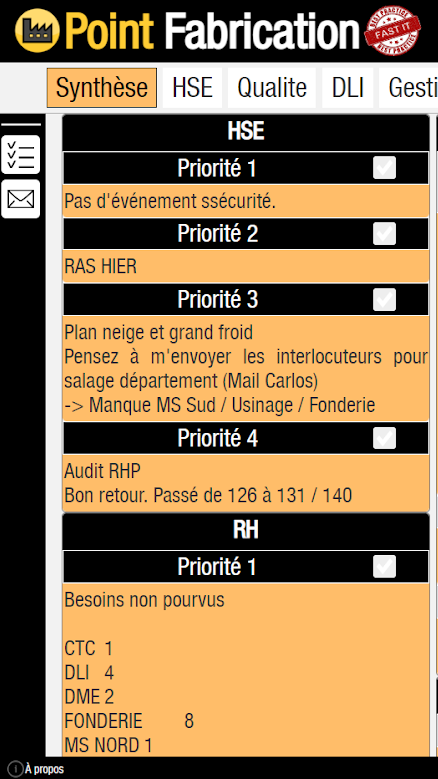 Point Fabrication
BEST PRACTICE
FAST IT
BEST PRACTICE
Synthèse HSE Qualite DLI Gesti
HSE
Priorité 1
Pas d'événement ssécurité.
Priorité 2
RAS HIER
Priorité 3
Plan neige et grand froid
Pensez à m'envoyer les interlocuteurs pour
salage département (Mail Carlos)
-> Manque MS Sud / Usinage / Fonderie
Priorité 4
Audit RHP
Bon retour. Passé de 126 à 131 / 140
RH
Priorité 1
Besoins non pourvus
CTC 1
DLI 4
DME 2
FONDERIE 8
MS NORD 1
À propos